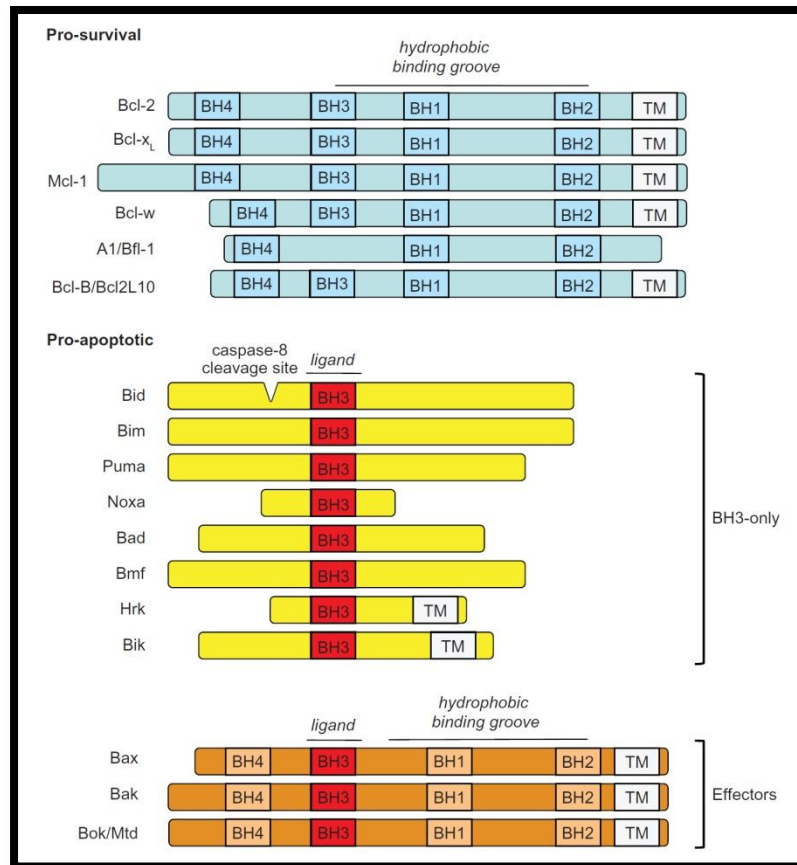 Pro-survival
hydrophobic
binding groove
Bcl-2 BH4 BH3 BH1 BH2 TM
Bcl-xL BH4 BH3 BH1 BH2 TM
Mcl-1 BH4 BH3 BH1 BH2 TM
Bcl-w BH4 BH3 BH1 BH2 TM
A1/Bfl-1 BH4 BH1 BH2
Bcl-B/Bcl2L10 BH4 BH3 BH1 BH2 TM
Pro-apoptotic
caspase-8
cleavage site
ligand
Bid BH3
Bim BH3
Puma BH3
Noxa BH3
Bad BH3
Bmf BH3
Hrk BH3 TM
Bik BH3 TM
BH3-only
hydrophobic
binding groove
ligand
Bax BH4 BH3 BH1 BH2 TM
Bak BH4 BH3 BH1 BH2 TM
Bok/Mtd BH4 BH3 BH1 BH2 TM
Effectors